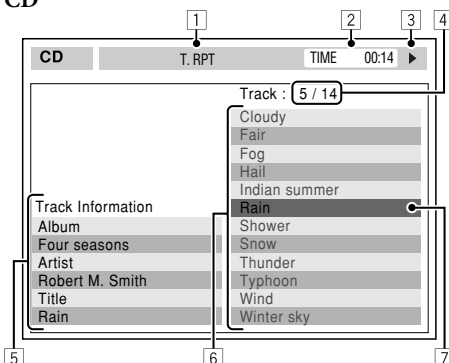 CD
1 2 3 4
CD T. RPT TIME 00:14
Track : 5 / 14
Cloudy
Fair
Fog
Hail
Indian summer
Rain
Shower
Snow
Thunder
Typhoon
Wind
Winter sky
Track Information
Album
Four seasons
Artist
Robert M. Smith
Title
Rain
5 6 7